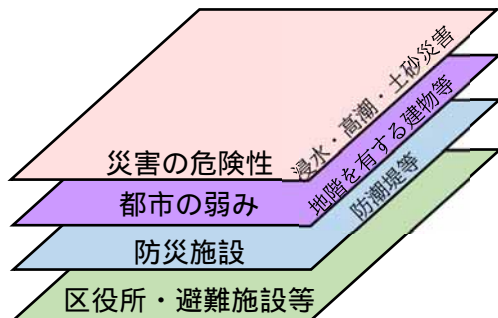 災害の危険性
浸水・高潮・土砂災害
都市の弱み
地階を有する建物等
防災施設
防潮堤等
区役所・避難施設等